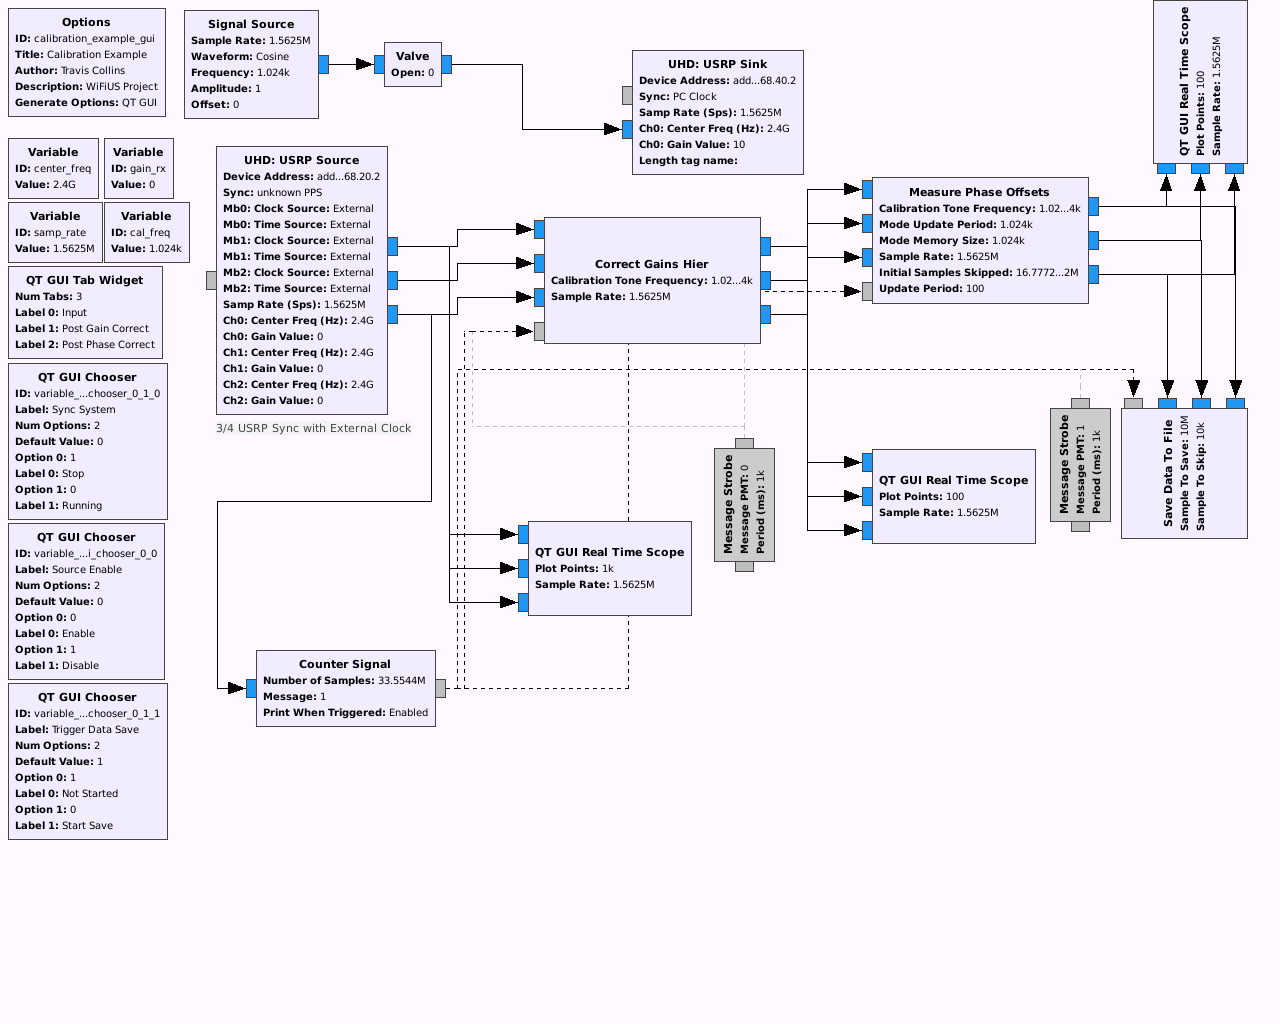 Options
ID: calibration_example_gui
Title: Calibration Example
Author: Travis Collins
Description: WiFiUS Project
Generate Options: QT GUI
Signal Source
Sample Rate: 1.5625M
Waveform: Cosine
Frequency: 1.024k
Amplitude: 1
Offset: 0
Valve
Open: 0
UHD: USRP Sink
Device Address: add...68.40.2
Sync: PC Clock
Samp Rate (Sps): 1.5625M
Ch0: Center Freq (Hz): 2.4G
Ch0: Gain Value: 10
Length tag name:
QT GUI Real Time Scope
Plot Points: 100
Sample Rate: 1.5625M
Variable
ID: center_freq
Value: 2.4G
Variable
ID: gain_rx
Value: 0
Variable
ID: samp_rate
Value: 1.5625M
Variable
ID: cal_freq
Value: 1.024k
UHD: USRP Source
Device Address: add...68.20.2
Sync: unknown PPS
Mb0: Clock Source: External
Mb0: Time Source: External
Mb1: Clock Source: External
Mb1: Time Source: External
Mb2: Clock Source: External
Mb2: Time Source: External
Samp Rate (Sps): 1.5625M
Ch0: Center Freq (Hz): 2.4G
Ch0: Gain Value: 0
Ch1: Center Freq (Hz): 2.4G
Ch1: Gain Value: 0
Ch2: Center Freq (Hz): 2.4G
Ch2: Gain Value: 0
3/4 USRP Sync with External Clock
Correct Gains Hier
Calibration Tone Frequency: 1.02...4k
Sample Rate: 1.5625M
Measure Phase Offsets
Calibration Tone Frequency: 1.02...4k
Mode Update Period: 1.024k
Mode Memory Size: 1.024k
Sample Rate: 1.5625M
Initial Samples Skipped: 16.7772...2M
Update Period: 100
QT GUI Tab Widget
Num Tabs: 3
Label 0: Input
Label 1: Post Gain Correct
Label 2: Post Phase Correct
QT GUI Chooser
ID: variable_...chooser_0_1_0
Label: Sync System
Num Options: 2
Default Value: 0
Option 0: 1
Label 0: Stop
Option 1: 0
Label 1: Running
QT GUI Chooser
ID: variable_...i_chooser_0_0
Label: Source Enable
Num Options: 2
Default Value: 0
Option 0: 0
Label 0: Enable
Option 1: 1
Label 1: Disable
QT GUI Chooser
ID: variable_...chooser_0_1_1
Label: Trigger Data Save
Num Options: 2
Default Value: 1
Option 0: 1
Label 0: Not Started
Option 1: 0
Label 1: Start Save
Message Strobe
Message PMT: 0
Period (ms): 1k
QT GUI Real Time Scope
Plot Points: 100
Sample Rate: 1.5625M
Message Strobe
Message PMT: 1
Period (ms): 1k
Save Data To File
Sample To Save: 10M
Sample To Skip: 10k
QT GUI Real Time Scope
Plot Points: 1k
Sample Rate: 1.5625M
Counter Signal
Number of Samples: 33.5544M
Message: 1
Print When Triggered: Enabled